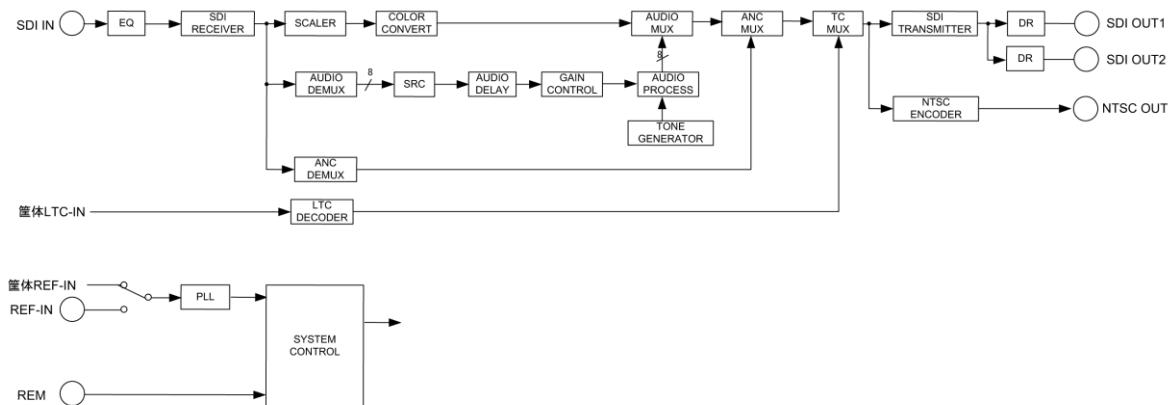 SDI IN
EQ
SDI
RECEIVER
SCALER
COLOR
CONVERT
AUDIO
MUX
ANC
MUX
TC
MUX
SDI
TRANSMITTER
DR
SDI OUT1
DR
SDI OUT2
8
AUDIO
DEMUX
8
SRC
AUDIO
DELAY
GAIN
CONTROL
AUDIO
PROCESS
NTSC
ENCODER
NTSC OUT
TONE
GENERATOR
ANC
DEMUX
筐体LTC-IN
LTC
DECODER
筐体REF-IN
REF-IN
PLL
SYSTEM
CONTROL
REM